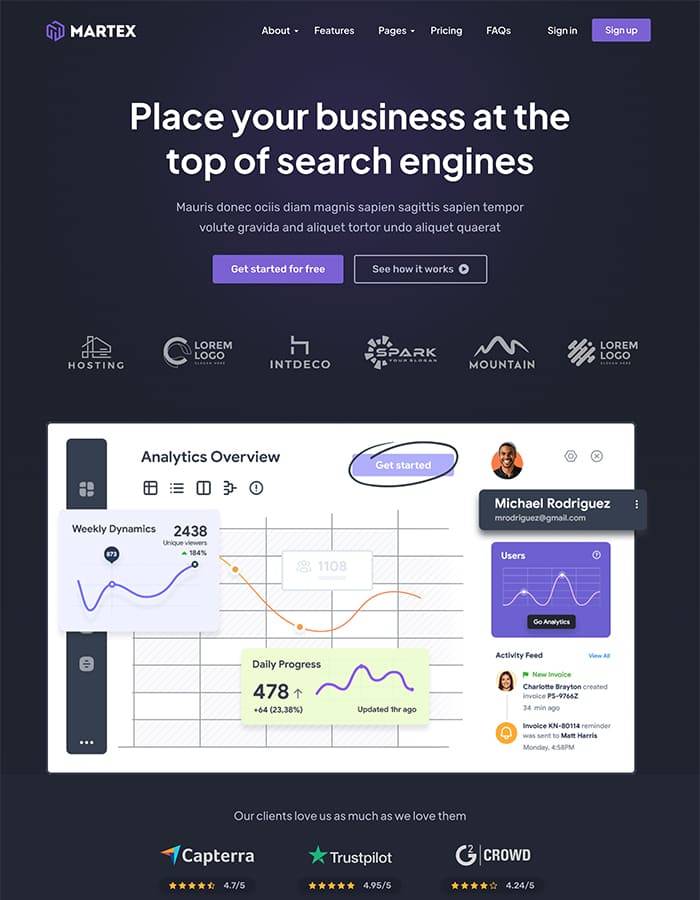 MARTEX
About Features Pages Pricing FAQs Sign in Sign up
Place your business at the
top of search engines
Mauris donec ociis diam magnis sapien sagittis sapien tempor
volute gravida and aliquet tortor undo aliquet quaerat
Get started for free
See how it works
HOSTING
LOREM
LOGO
SLOGAN HERE
INTDECO
SPARK
YOUR SLOGAN
MOUNTAIN
LOREM
LOGO
SLOGAN HERE
Analytics Overview
Get started
Michael Rodriguez
mrodriguez@gmail.com
Weekly Dynamics
2438
Unique viewers
184%
873
1108
Users
Go Analytics
Daily Progress
478
+64 (23,38%)
Updated 1hr ago
Activity Feed
View All
New Invoice
Charlotte Brayton created
invoice PS-9766Z
34 min ago
Invoice KN-80114 reminder
was sent to Matt Harris
Monday, 4:58PM
Our clients love us as much as we love them
Capterra
4.7/5
Trustpilot
4.95/5
G2 CROWD
4.24/5